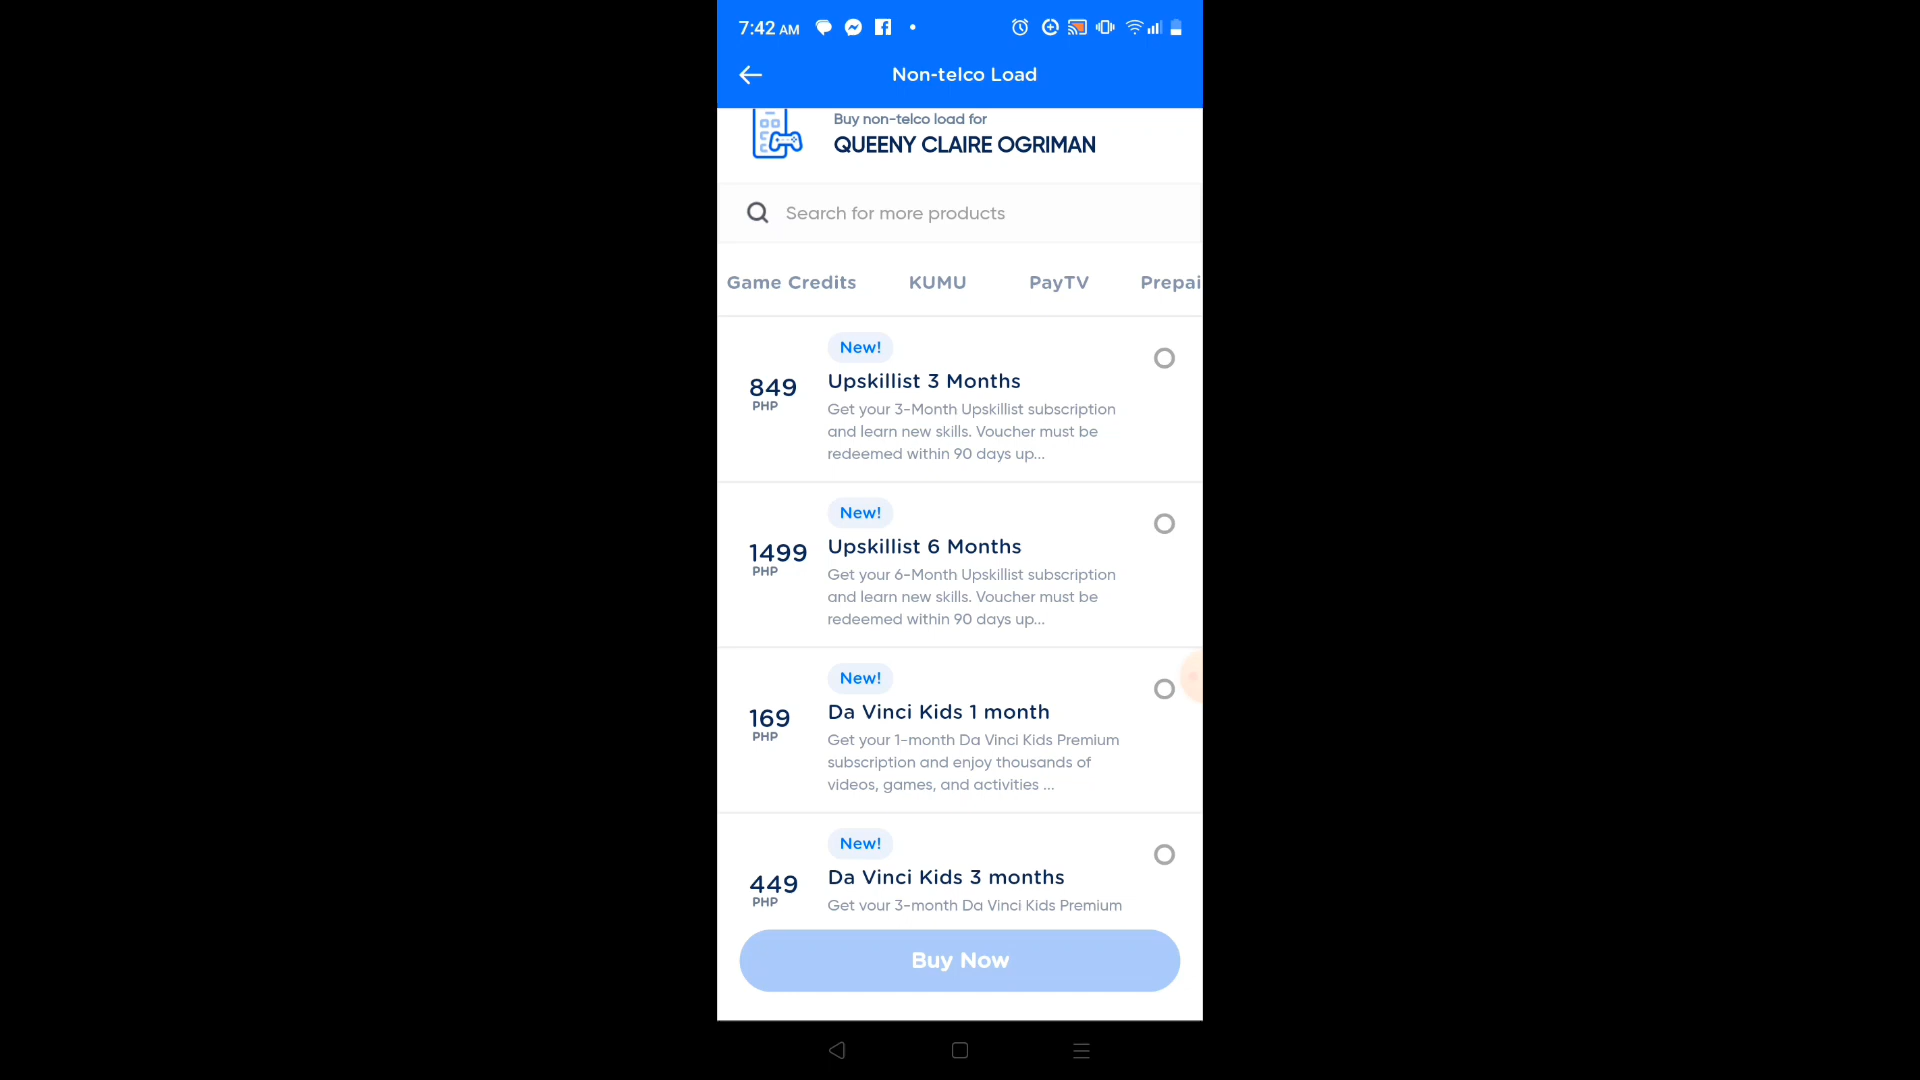 7:42 AM
Non-telco Load
Buy non-telco load for
QUEENY CLAIRE OGRIMAN
Search for more products
Game Credits KUMU PayTV Prepai
New!
849 Upskillist 3 Months
PHP
Get your 3-Month Upskillist subscription
and learn new skills. Voucher must be
redeemed within 90 days up...
New!
1499 Upskillist 6 Months
PHP
Get your 6-Month Upskillist subscription
and learn new skills. Voucher must be
redeemed within 90 days up...
New!
169 Da Vinci Kids 1 month
PHP
Get your 1-month Da Vinci Kids Premium
subscription and enjoy thousands of
videos, games, and activities ...
New!
449 Da Vinci Kids 3 months
PHP
Get your 3-month Da Vinci Kids Premium
Buy Now